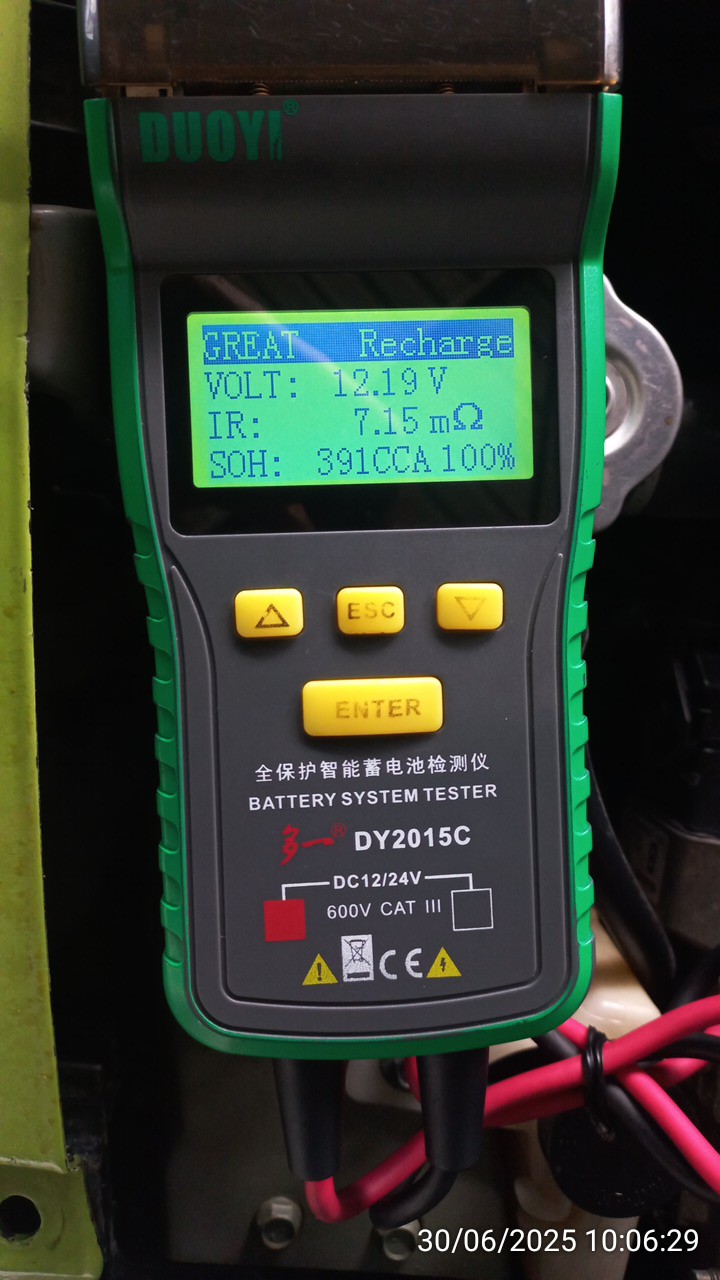 DUOYI®
GREAT Recharge
VOLT: 12.19 V
IR: 7.15 mΩ
SOH: 391CCA 100%
ESC
ENTER
全保护智能蓄电池检测仪
BATTERY SYSTEM TESTER
多一® DY2015C
DC12/24V
600V CAT III
CE
30/06/2025 10:06:29